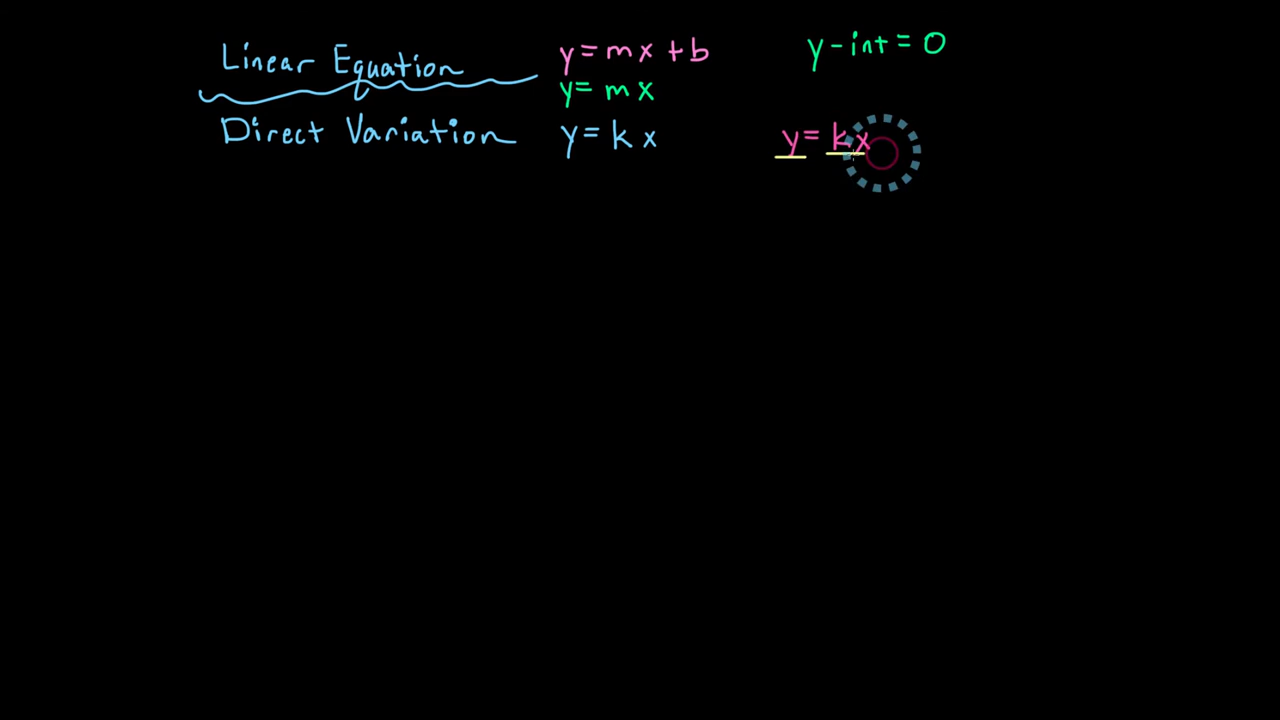 Linear Equation y = mx + b y-int = 0
y = mx
Direct Variation y = kx y = kx